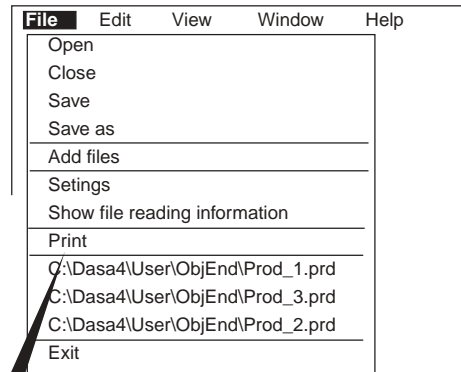 File Edit View Window Help
Open
Close
Save
Save as
Add files
Setings
Show file reading information
Print
C:\Dasa4\User\ObjEnd\Prod_1.prd
C:\Dasa4\User\ObjEnd\Prod_3.prd
C:\Dasa4\User\ObjEnd\Prod_2.prd
Exit